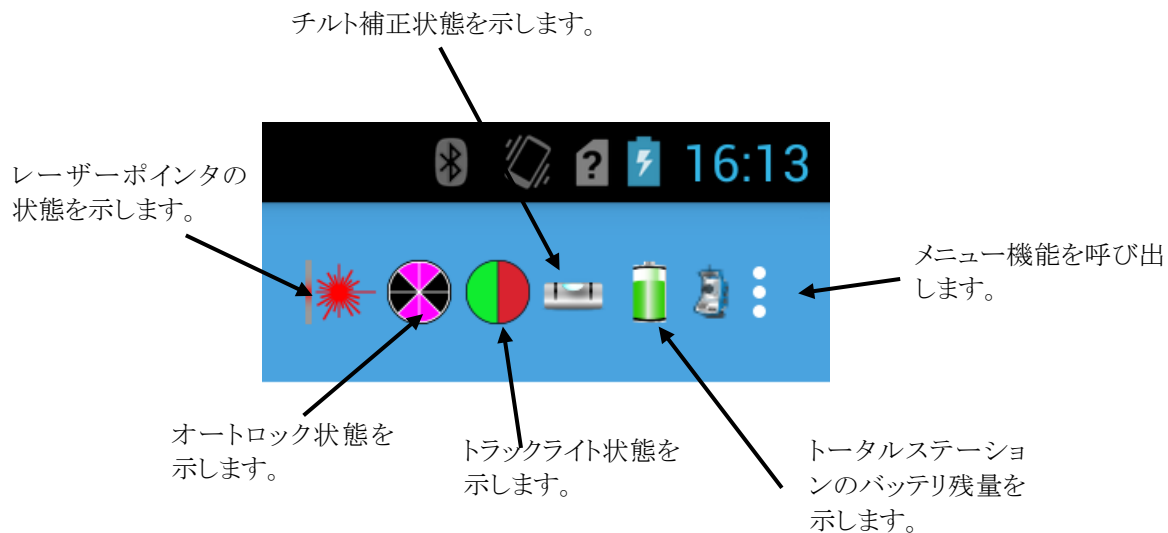 チルト補正状態を示します。
16:13
レーザーポインタの
状態を示します。
メニュー機能を呼び出
します。
オートロック状態を
示します。
トラックライト状態を
示します。
トータルステーショ
ンのバッテリ残量を
示します。